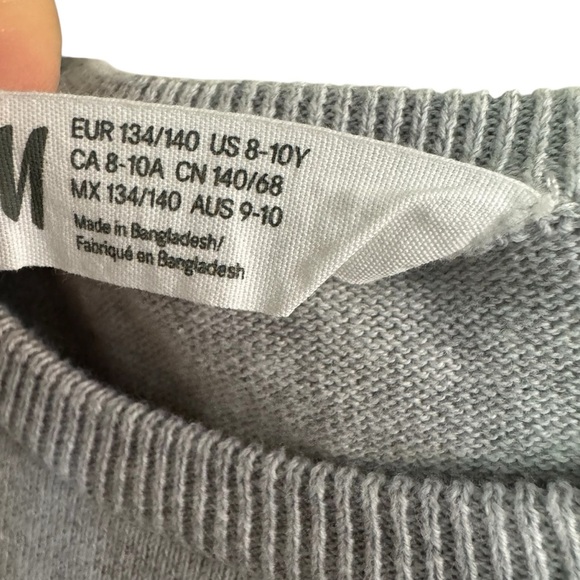 M
EUR 134/140 US 8-10Y
CA 8-10A CN 140/68
MX 134/140 AUS 9-10
Made in Bangladesh/
Fabriqué en Bangladesh